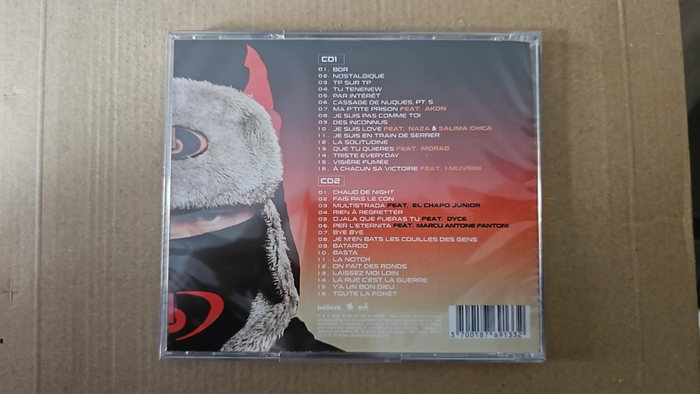 CD1
01. BDR
02. NOSTALGIQUE
03. TP SUR TP
04. TU TENENEW
05. PAR INTÉRÊT
06. CASSAGE DE NUQUES, PT. 5
07. MA P'TITE PRISON FEAT. AKON
08. JE SUIS PAS COMME TOI
09. DES INCONNUS
10. JE SUIS LOVE FEAT. NAZA & SALIMA CHICA
11. JE SUIS EN TRAIN DE SERRER
12. LA SOLITUDINE
13. QUE TU QUIERES FEAT. MORAD
14. TRISTE EVERYDAY
15. VISIÈRE FUMÉE
16. À CHACUN SA VICTOIRE FEAT. I MUVRINI
CD2
01. CHAUD DE NIGHT
02. FAIS PAS LE CON
03. MULTISTRADA FEAT. EL CHAPO JUNIOR
04. RIEN À REGRETTER
05. OJALA QUE FUERAS TU FEAT. DYCE
06. PER L'ETERNITA FEAT. MARCU ANTONE FANTONI
07. BYE BYE
08. JE M'EN BATS LES COUILLES DES GENS
09. BATARDO
10. BASTA
11. LA NOTCH
12. ON FAIT DES RONDS
13. LAISSEZ MOI LOIN
14. LA RUE C'EST LA GUERRE
15. Y'A UN BON DIEU
16. TOUTE LA FORÊT
believe
3 700187 691332